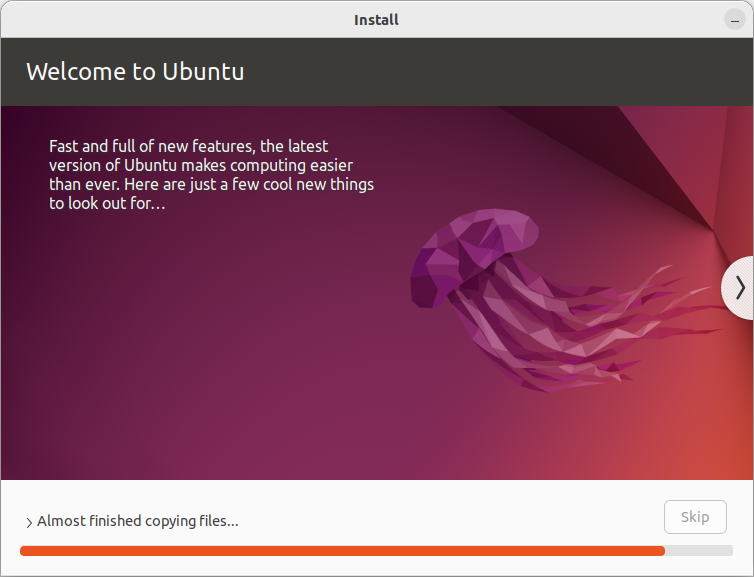 Install
Welcome to Ubuntu
Fast and full of new features, the latest
version of Ubuntu makes computing easier
than ever. Here are just a few cool new things
to look out for…
Almost finished copying files...
Skip